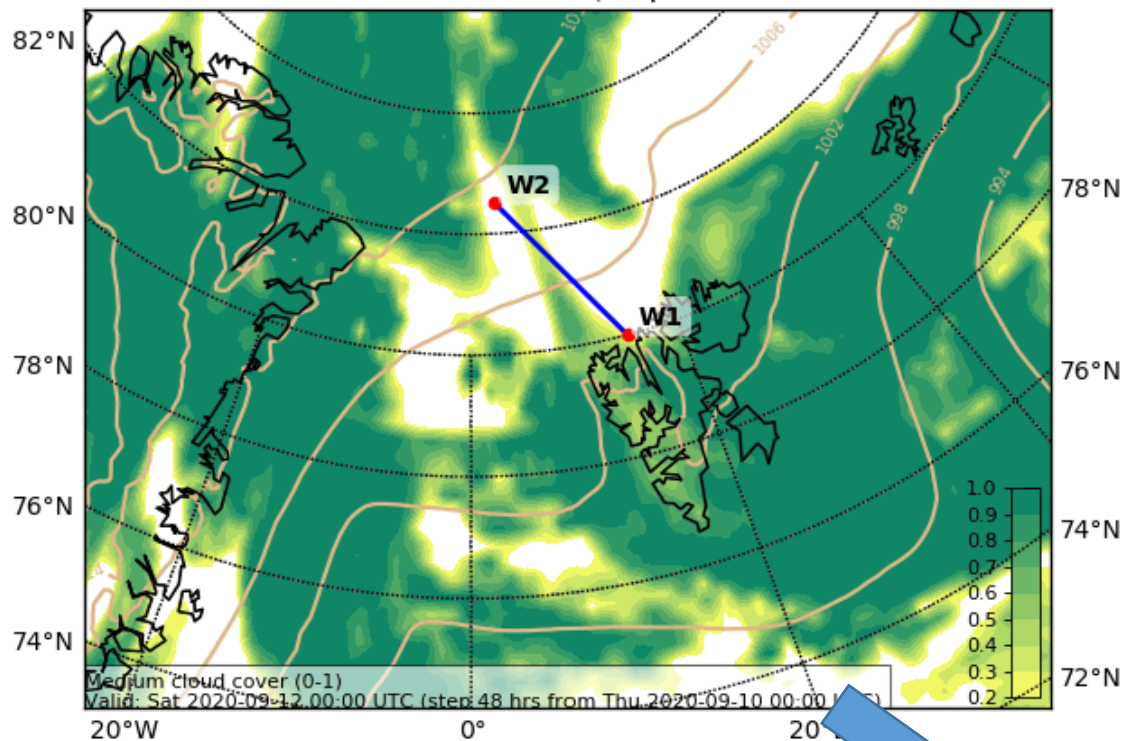 82°N
80°N
78°N
76°N
74°N
78°N
76°N
74°N
72°N
1006
1002
998
994
W2
W1
1.0
0.9
0.8
0.7
0.6
0.5
0.4
0.3
0.2
Medium cloud cover (0-1)
Valid: Sat 2020-09-12 00:00 UTC (step 48 hrs from Thu 2020-09-10 00:00
20°W
0°